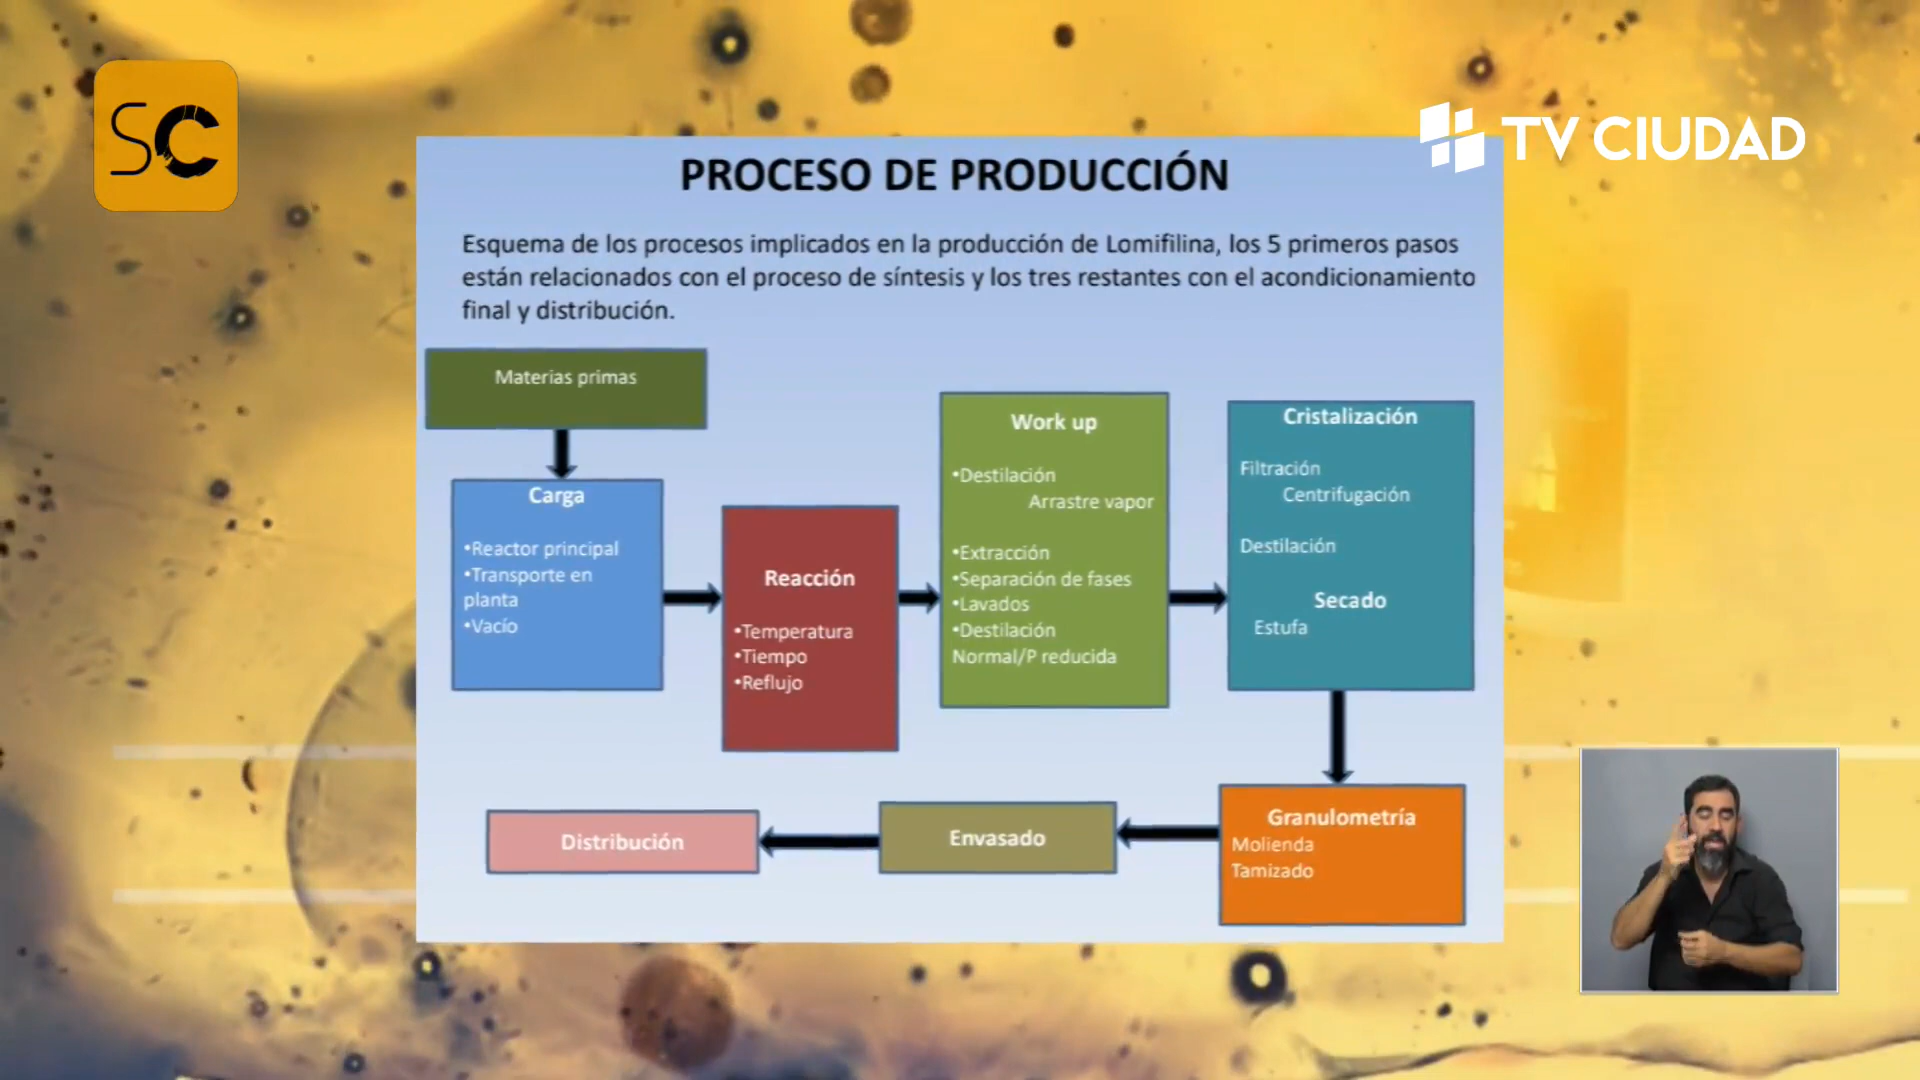 SC
TV CIUDAD
PROCESO DE PRODUCCIÓN
Esquema de los procesos implicados en la producción de Lomifilina, los 5 primeros pasos
están relacionados con el proceso de síntesis y los tres restantes con el acondicionamiento
final y distribución.
Materias primas
Carga
•Reactor principal
•Transporte en
planta
•Vacío
Reacción
•Temperatura
•Tiempo
•Reflujo
Work up
•Destilación
Arrastre vapor
•Extracción
•Separación de fases
•Lavados
•Destilación
Normal/P reducida
Cristalización
Filtración
Centrifugación
Destilación
Secado
Estufa
Granulometría
Molienda
Tamizado
Envasado
Distribución